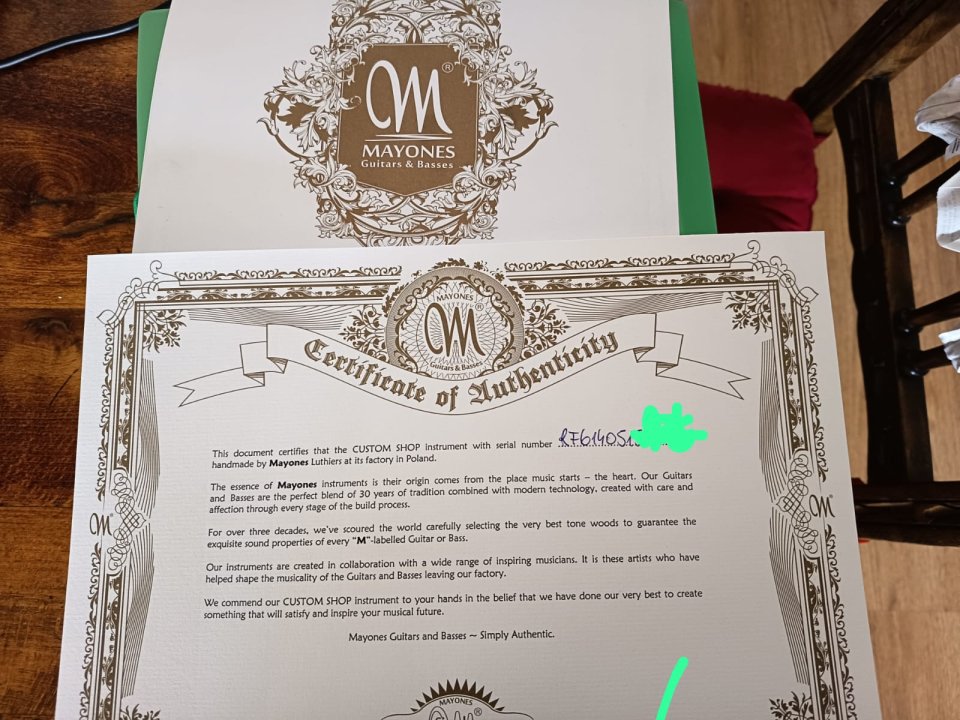 M®
MAYONES
Guitars & Basses
MAYONES
M®
Guitars & Basses
Certificate of Authenticity
This document certifies that the CUSTOM SHOP instrument with serial number
handmade by Mayones Luthiers at its factory in Poland.
The essence of Mayones instruments is their origin comes from the place music starts – the heart. Our Guitars
and Basses are the perfect blend of 30 years of tradition combined with modern technology, created with care and
affection through every stage of the build process.
For over three decades, we've scoured the world carefully selecting the very best tone woods to guarantee the
exquisite sound properties of every "M"-labelled Guitar or Bass.
Our instruments are created in collaboration with a wide range of inspiring musicians. It is these artists who have
helped shape the musicality of the Guitars and Basses leaving our factory.
We commend our CUSTOM SHOP instrument to your hands in the belief that we have done our very best to create
something that will satisfy and inspire your musical future.
Mayones Guitars and Basses ~ Simply Authentic.
M
M
MAYONES